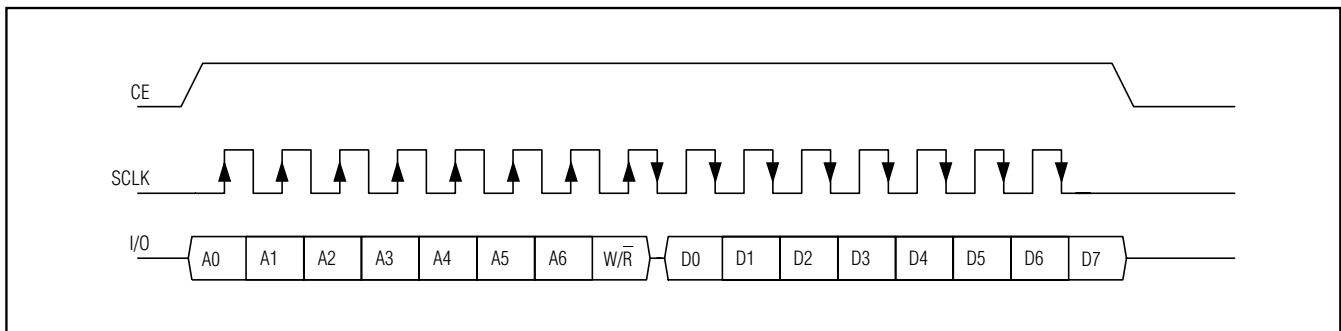 CE
SCLK
I/O
A0 A1 A2 A3 A4 A5 A6 W/R̅ D0 D1 D2 D3 D4 D5 D6 D7